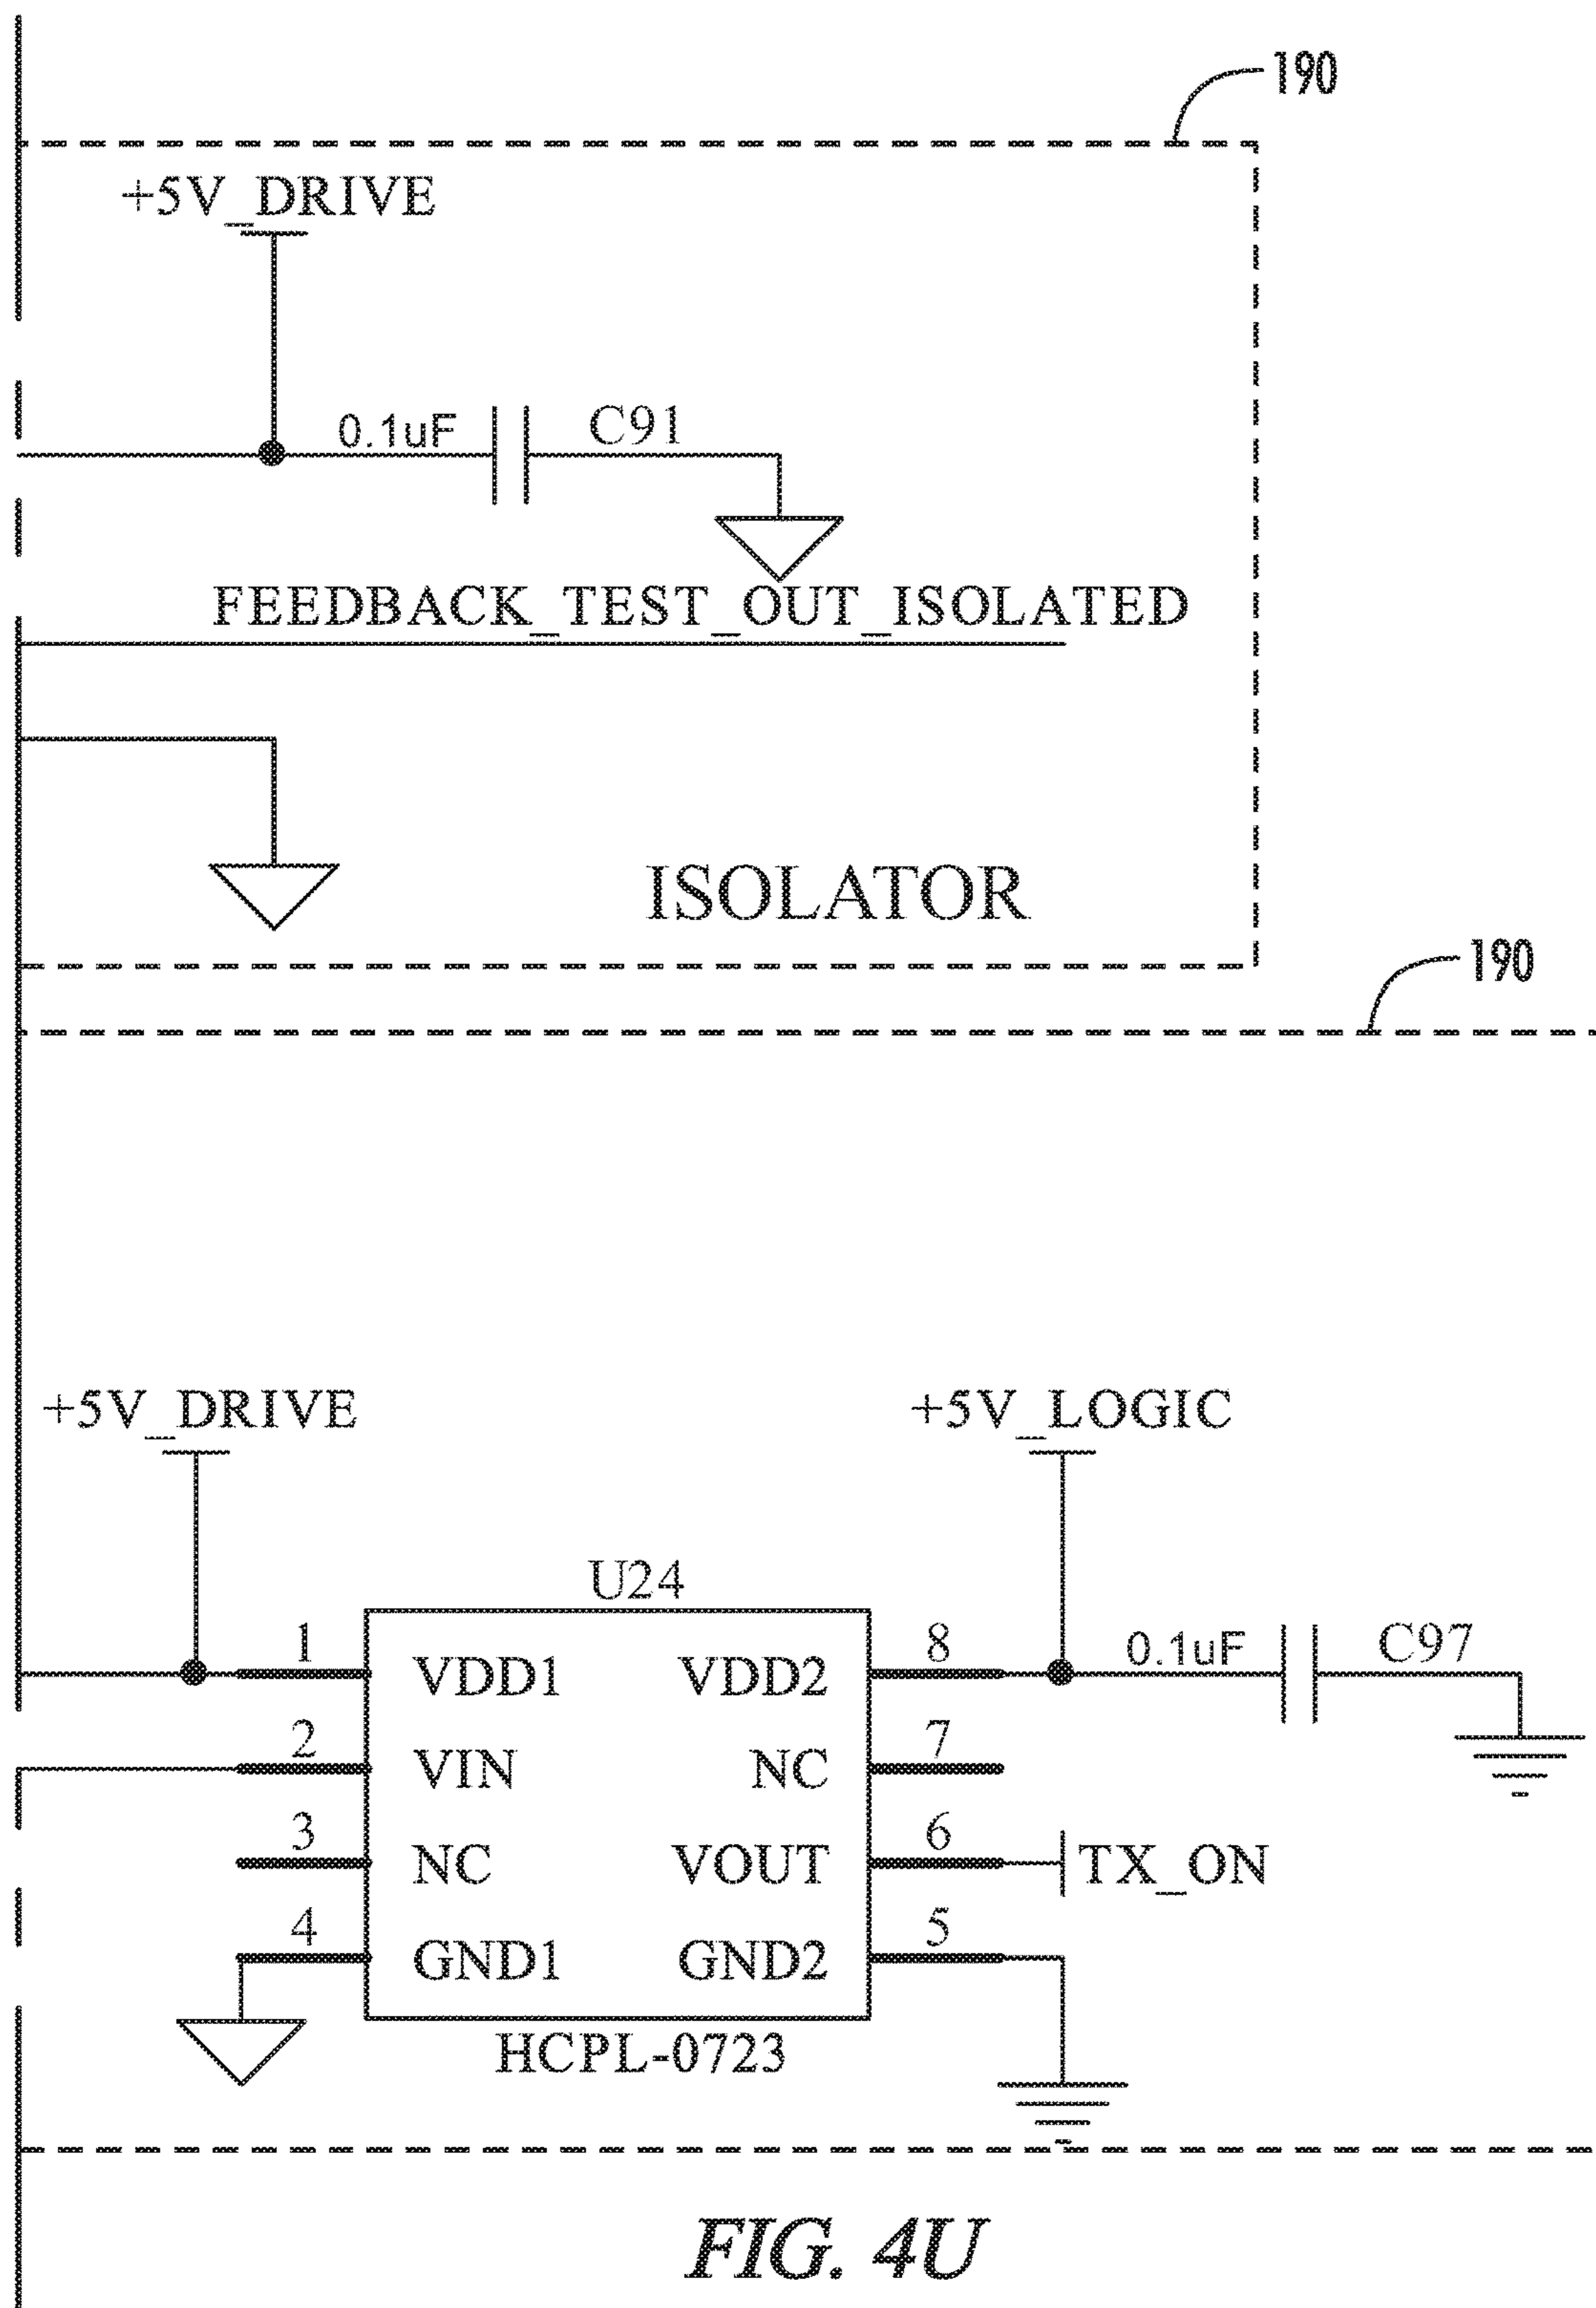 190
+5V_DRIVE
0.1uF C91
FEEDBACK_TEST_OUT_ISOLATED
ISOLATOR
190
+5V_DRIVE +5V_LOGIC
U24
1 VDD1 VDD2 8 0.1uF C97
2 VIN NC 7
3 NC VOUT 6 TX_ON
4 GND1 GND2 5
HCPL-0723
FIG. 4U